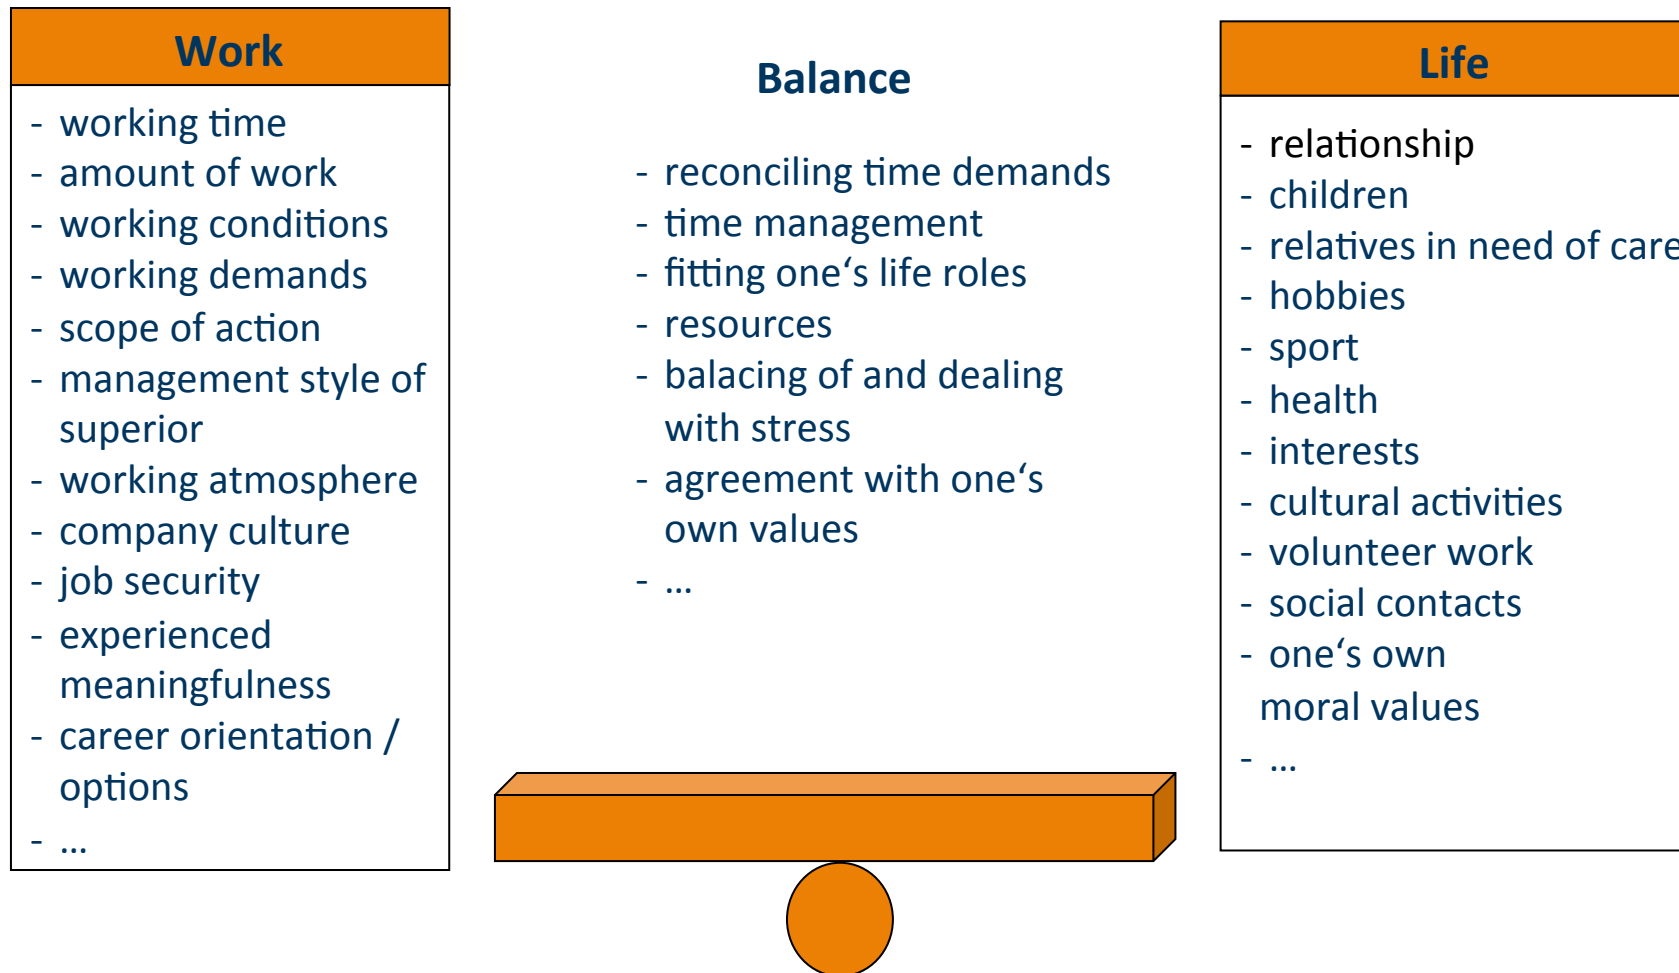 Work
- working time
- amount of work
- working conditions
- working demands
- scope of action
- management style of
superior
- working atmosphere
- company culture
- job security
- experienced
meaningfulness
- career orientation /
options
- ...
Balance
- reconciling time demands
- time management
- fitting one‘s life roles
- resources
- balacing of and dealing
with stress
- agreement with one‘s
own values
- ...
Life
- relationship
- children
- relatives in need of care
- hobbies
- sport
- health
- interests
- cultural activities
- volunteer work
- social contacts
- one‘s own
moral values
- ...